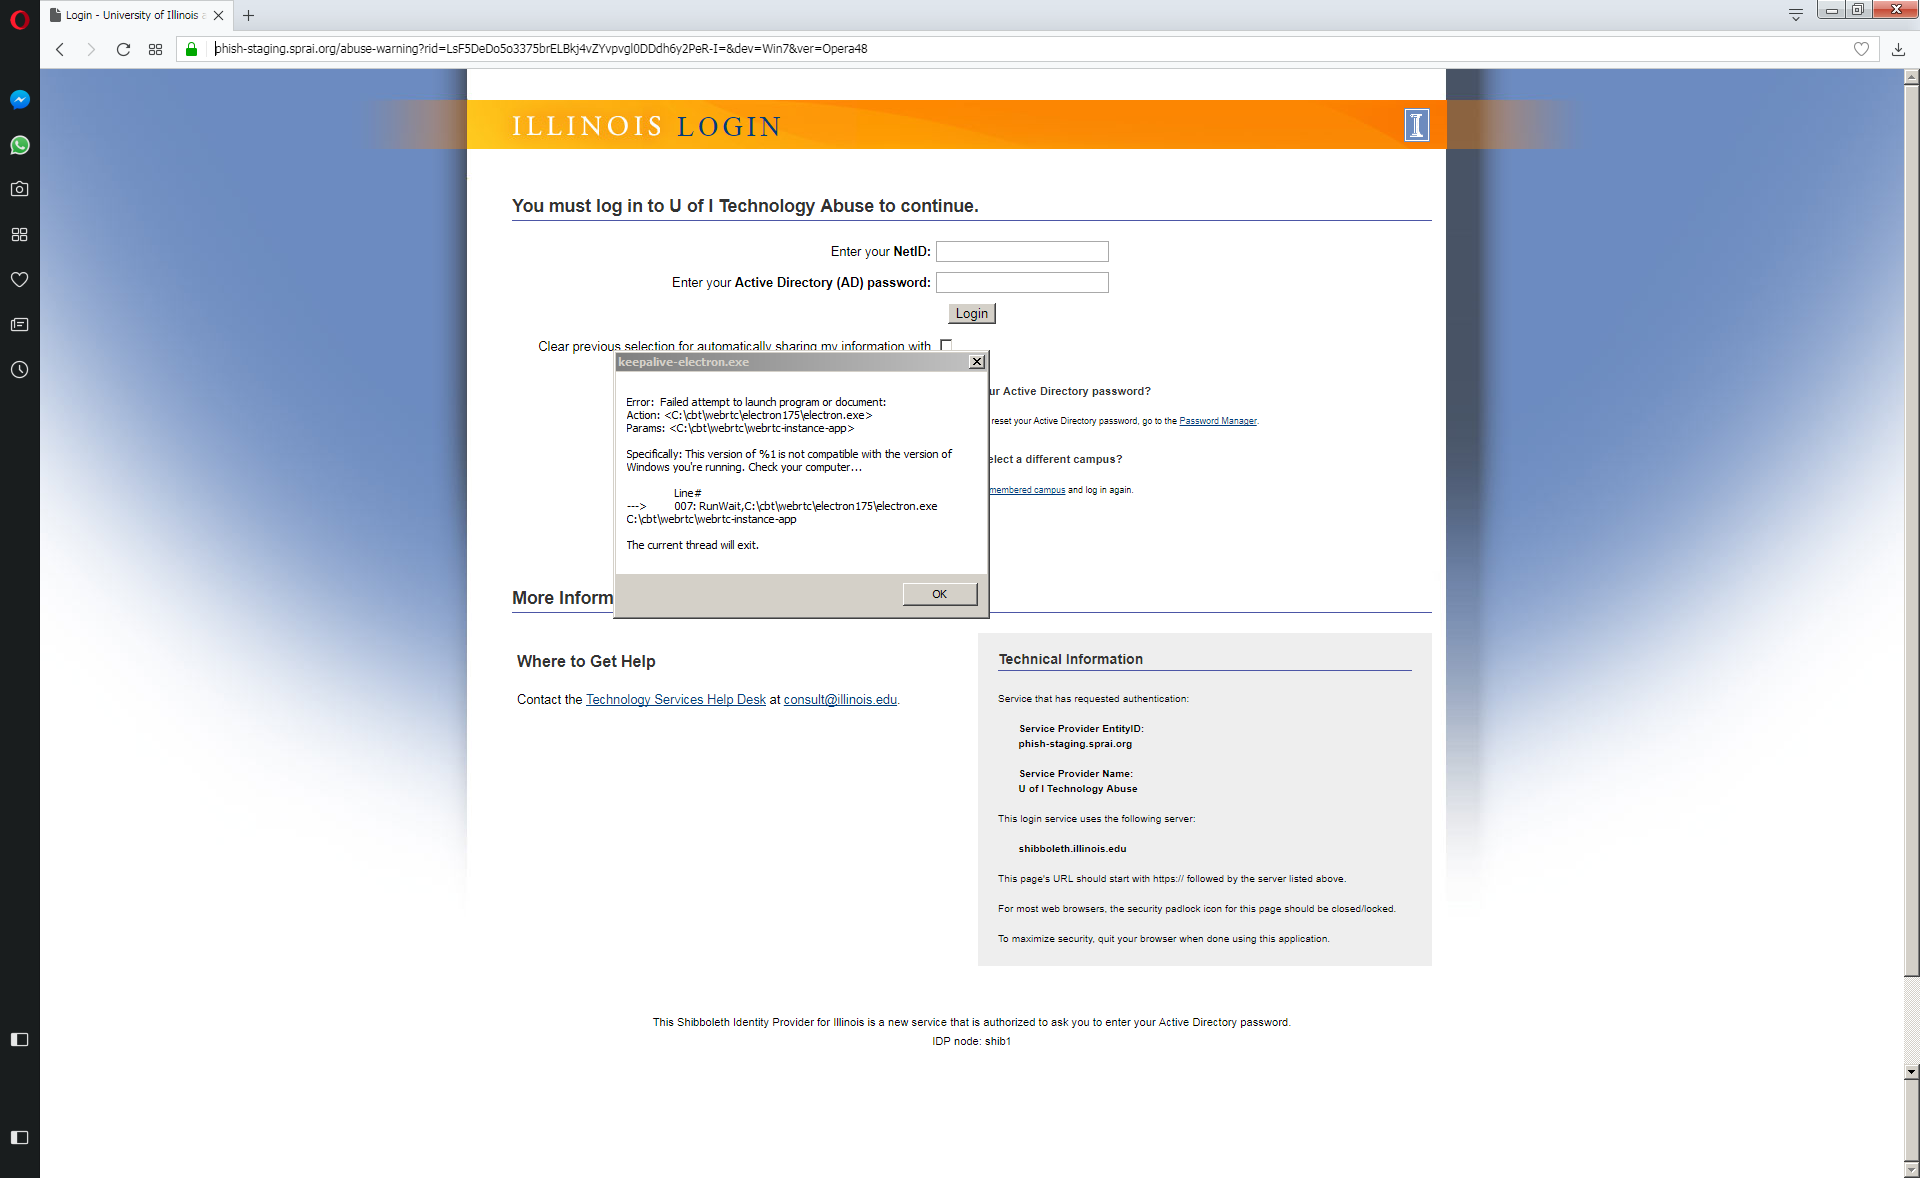 Login - University of Illinois a
phish-staging.sprai.org/abuse-warning?rid=LsF5DeDo5o3375brELBkj4vZYvpvgl0DDdh6y2PeR-I=&dev=Win7&ver=Opera48
ILLINOIS LOGIN
You must log in to U of I Technology Abuse to continue.
Enter your NetID:
Enter your Active Directory (AD) password:
Login
Clear previous selection for automatically sharing my information with
keepalive-electron.exe
Error: Failed attempt to launch program or document:
Action: <C:\cbt\webrtc\electron175\electron.exe>
Params: <C:\cbt\webrtc\webrtc-instance-app>
Specifically: This version of %1 is not compatible with the version of
Windows you're running. Check your computer...
Line#
---> 007: RunWait,C:\cbt\webrtc\electron175\electron.exe
C:\cbt\webrtc\webrtc-instance-app
The current thread will exit.
OK
ur Active Directory password?
reset your Active Directory password, go to the Password Manager.
elect a different campus?
membered campus and log in again.
More Inform
Where to Get Help
Contact the Technology Services Help Desk at consult@illinois.edu.
Technical Information
Service that has requested authentication:
Service Provider EntityID:
phish-staging.sprai.org
Service Provider Name:
U of I Technology Abuse
This login service uses the following server:
shibboleth.illinois.edu
This page's URL should start with https:// followed by the server listed above.
For most web browsers, the security padlock icon for this page should be closed/locked.
To maximize security, quit your browser when done using this application.
This Shibboleth Identity Provider for Illinois is a new service that is authorized to ask you to enter your Active Directory password.
IDP node: shib1